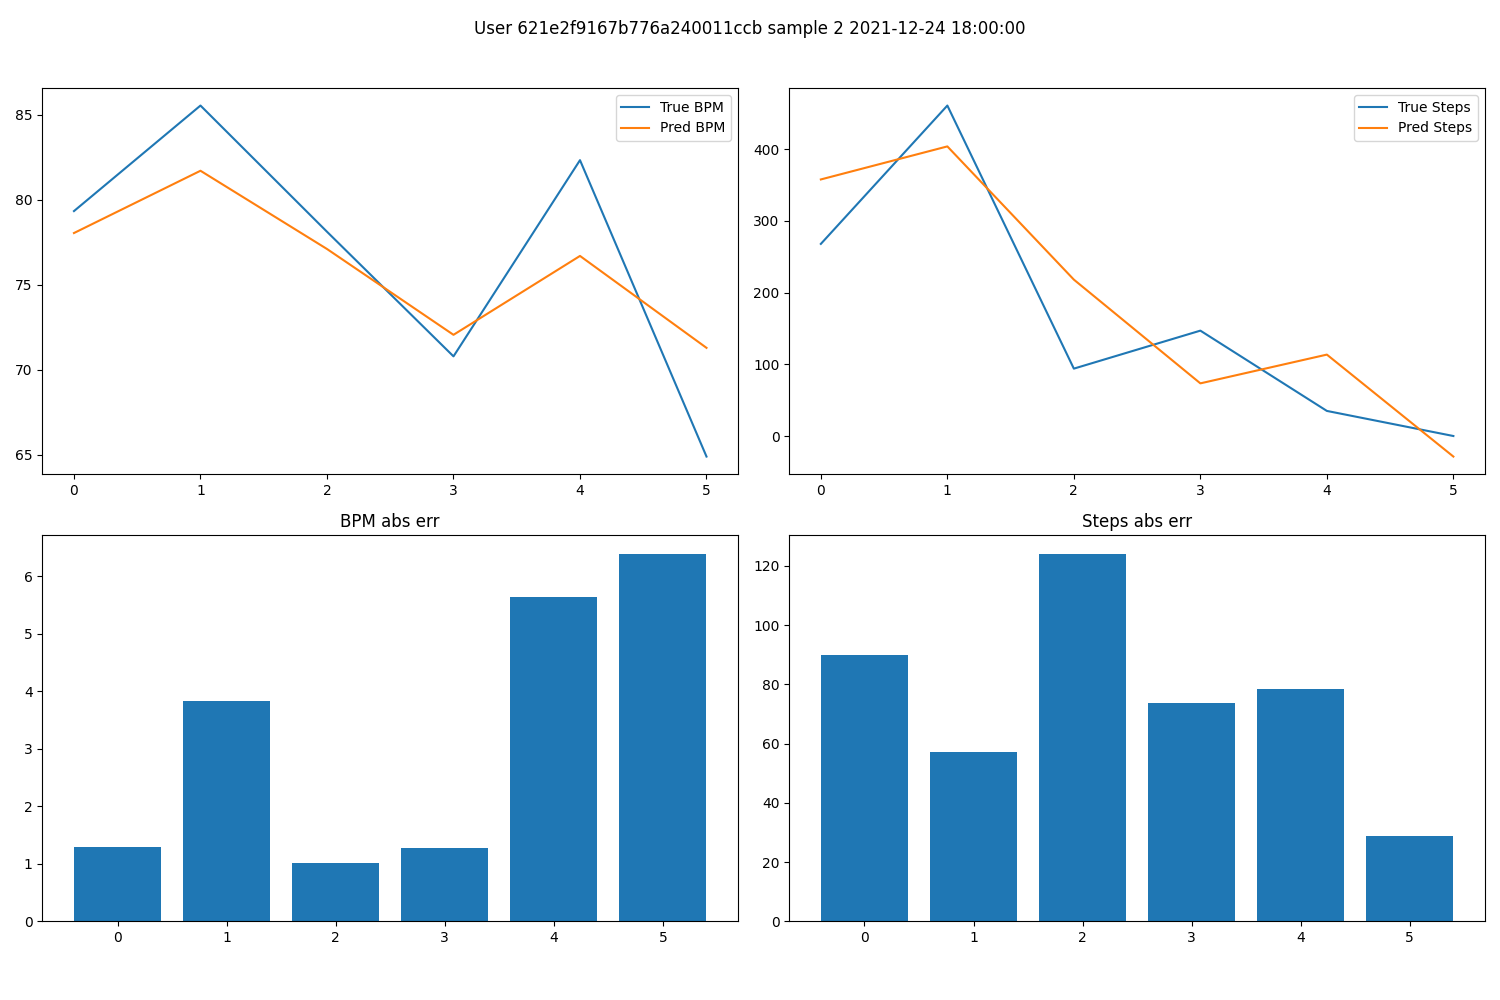 User 621e2f9167b776a240011ccb sample 2 2021-12-24 18:00:00
True BPM
Pred BPM
85
80
75
70
65
0 1 2 3 4 5
True Steps
Pred Steps
400
300
200
100
0
0 1 2 3 4 5
BPM abs err
6
5
4
3
2
1
0
0 1 2 3 4 5
Steps abs err
120
100
80
60
40
20
0
0 1 2 3 4 5